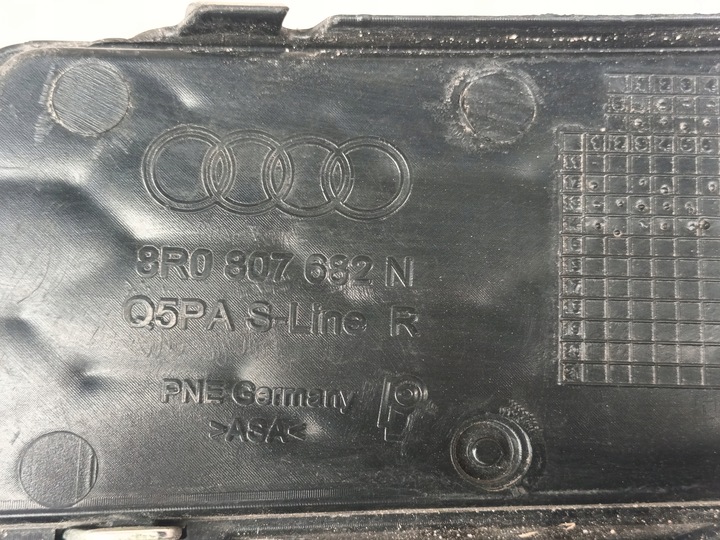 8R0 807 682 N
Q5PA S-Line R
PNE Germany
>ASA<